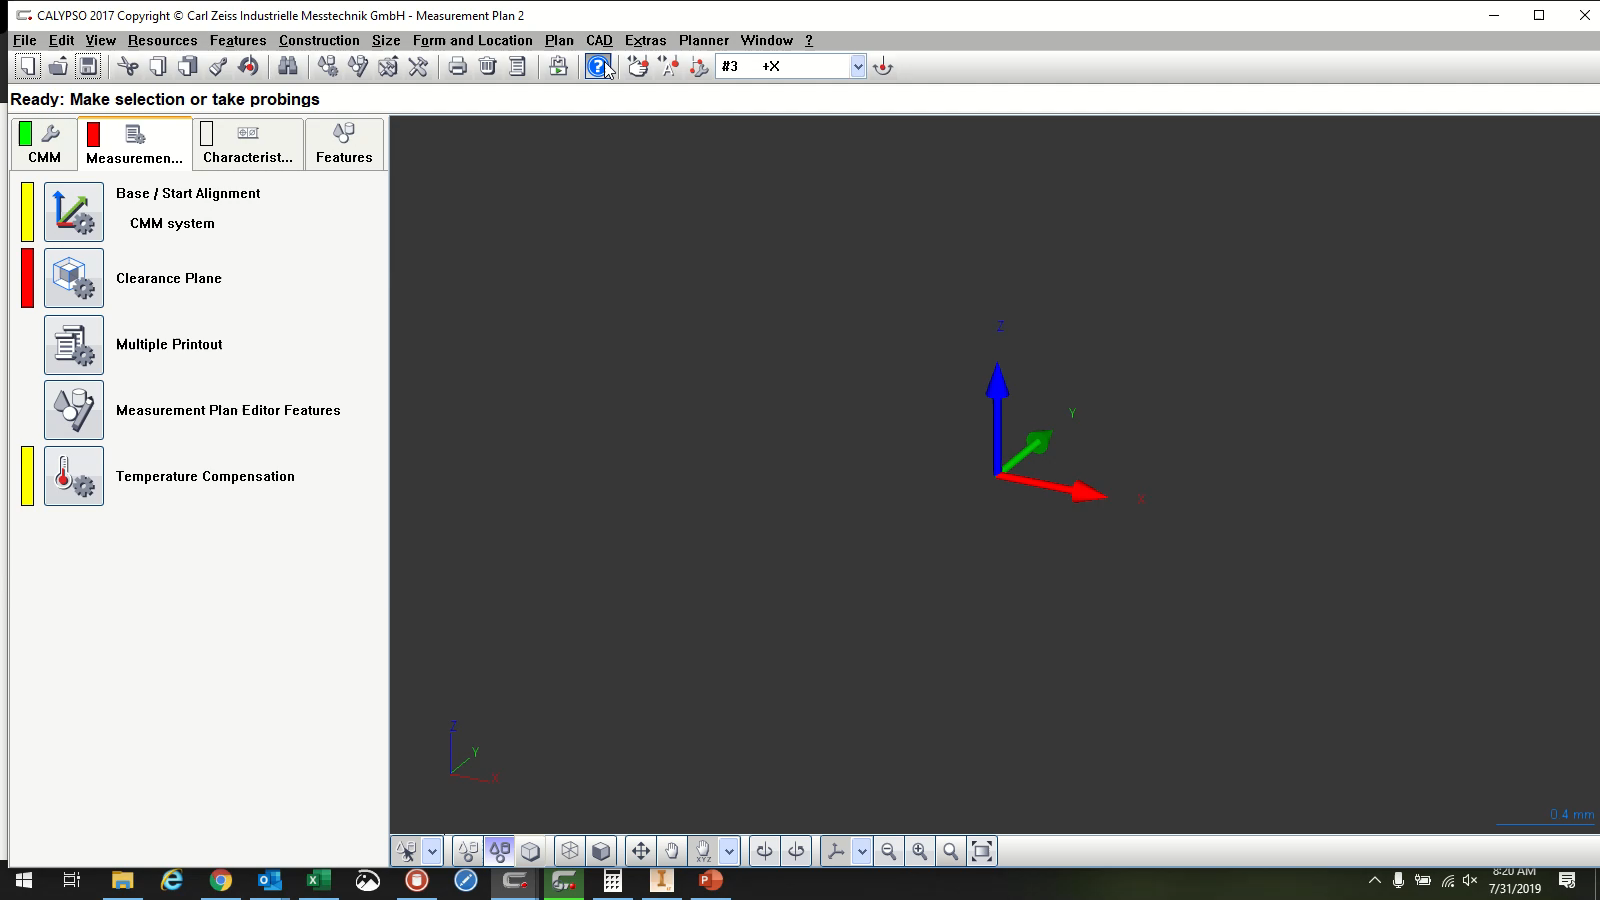 CALYPSO 2017 Copyright © Carl Zeiss Industrielle Messtechnik GmbH - Measurement Plan 2
File Edit View Resources Features Construction Size Form and Location Plan CAD Extras Planner Window ?
#3 +X
Ready: Make selection or take probings
CMM Measuremen... Characterist... Features
Base / Start Alignment
CMM system
Clearance Plane
Multiple Printout
Measurement Plan Editor Features
Temperature Compensation
Z
Y
X
Z
Y
X
0.4 mm
XYZ
8:20 AM
7/31/2019